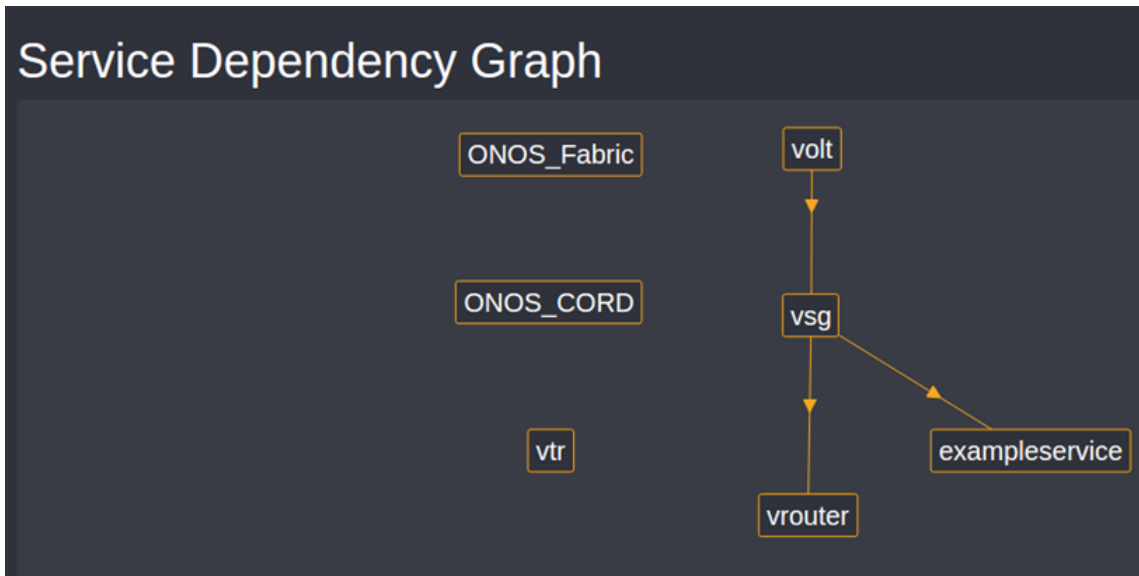 Service Dependency Graph
ONOS_Fabric
volt
ONOS_CORD
vsg
vtr
exampleservice
vrouter